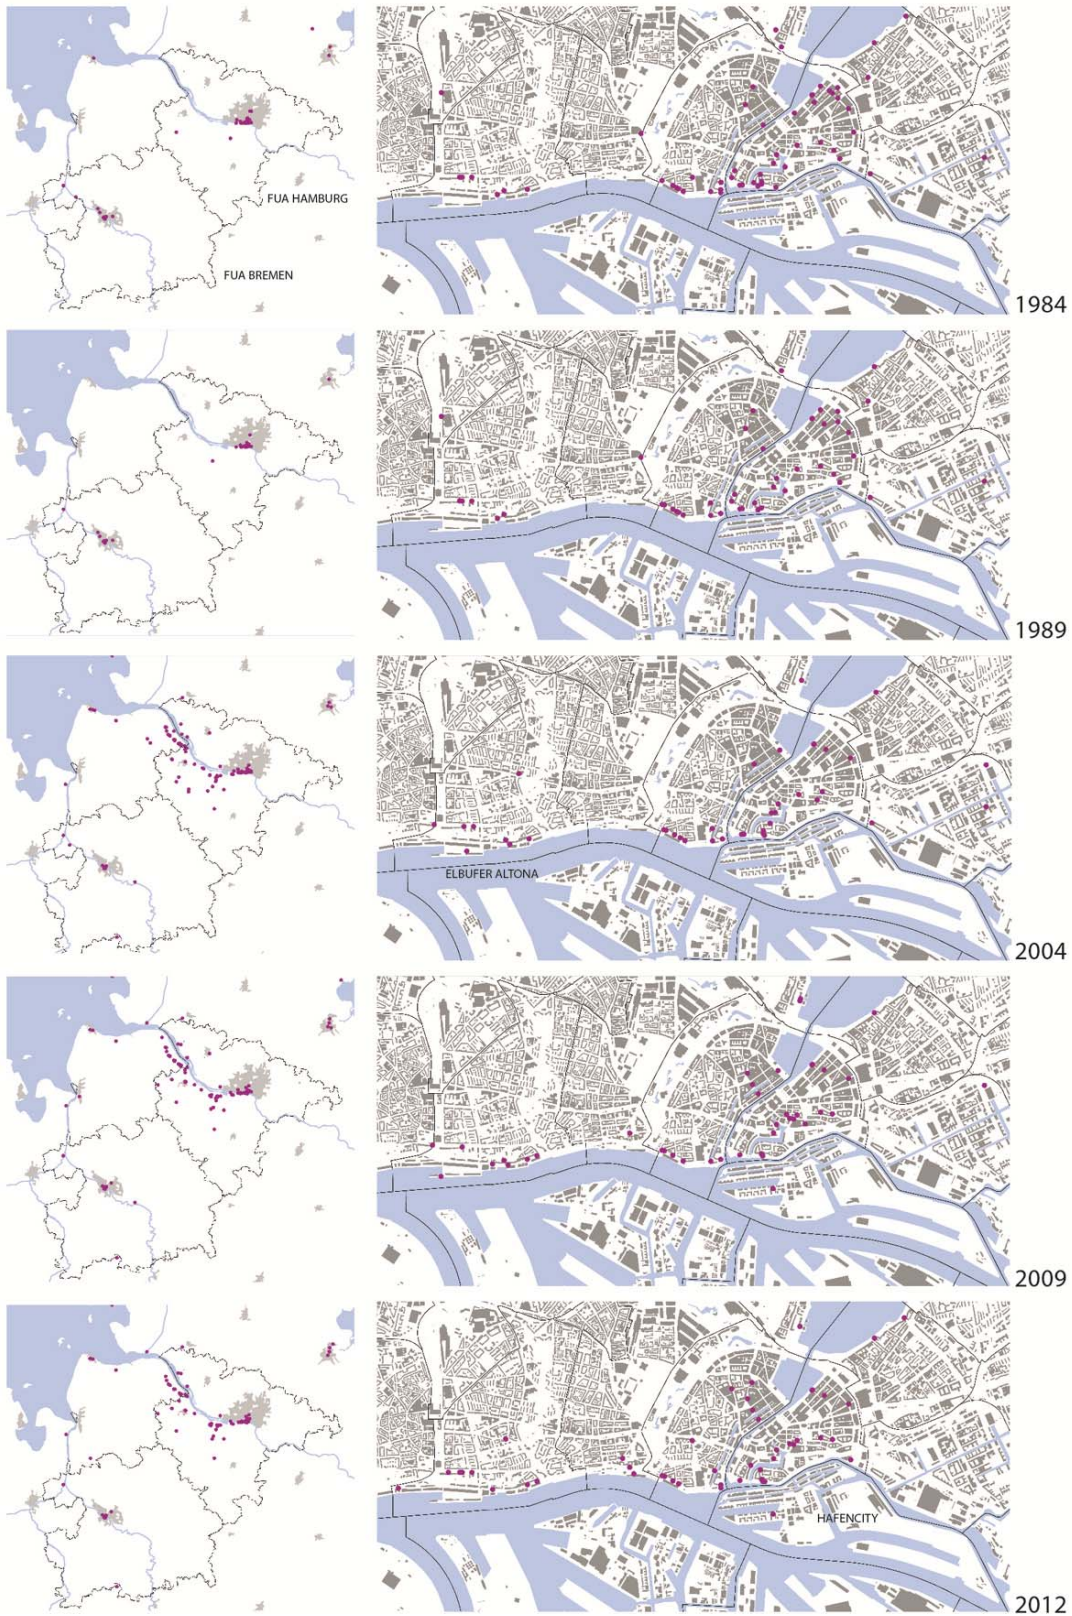 FUA HAMBURG
FUA BREMEN
1984
1989
ELBUFER ALTONA
2004
2009
HAFENCITY
2012